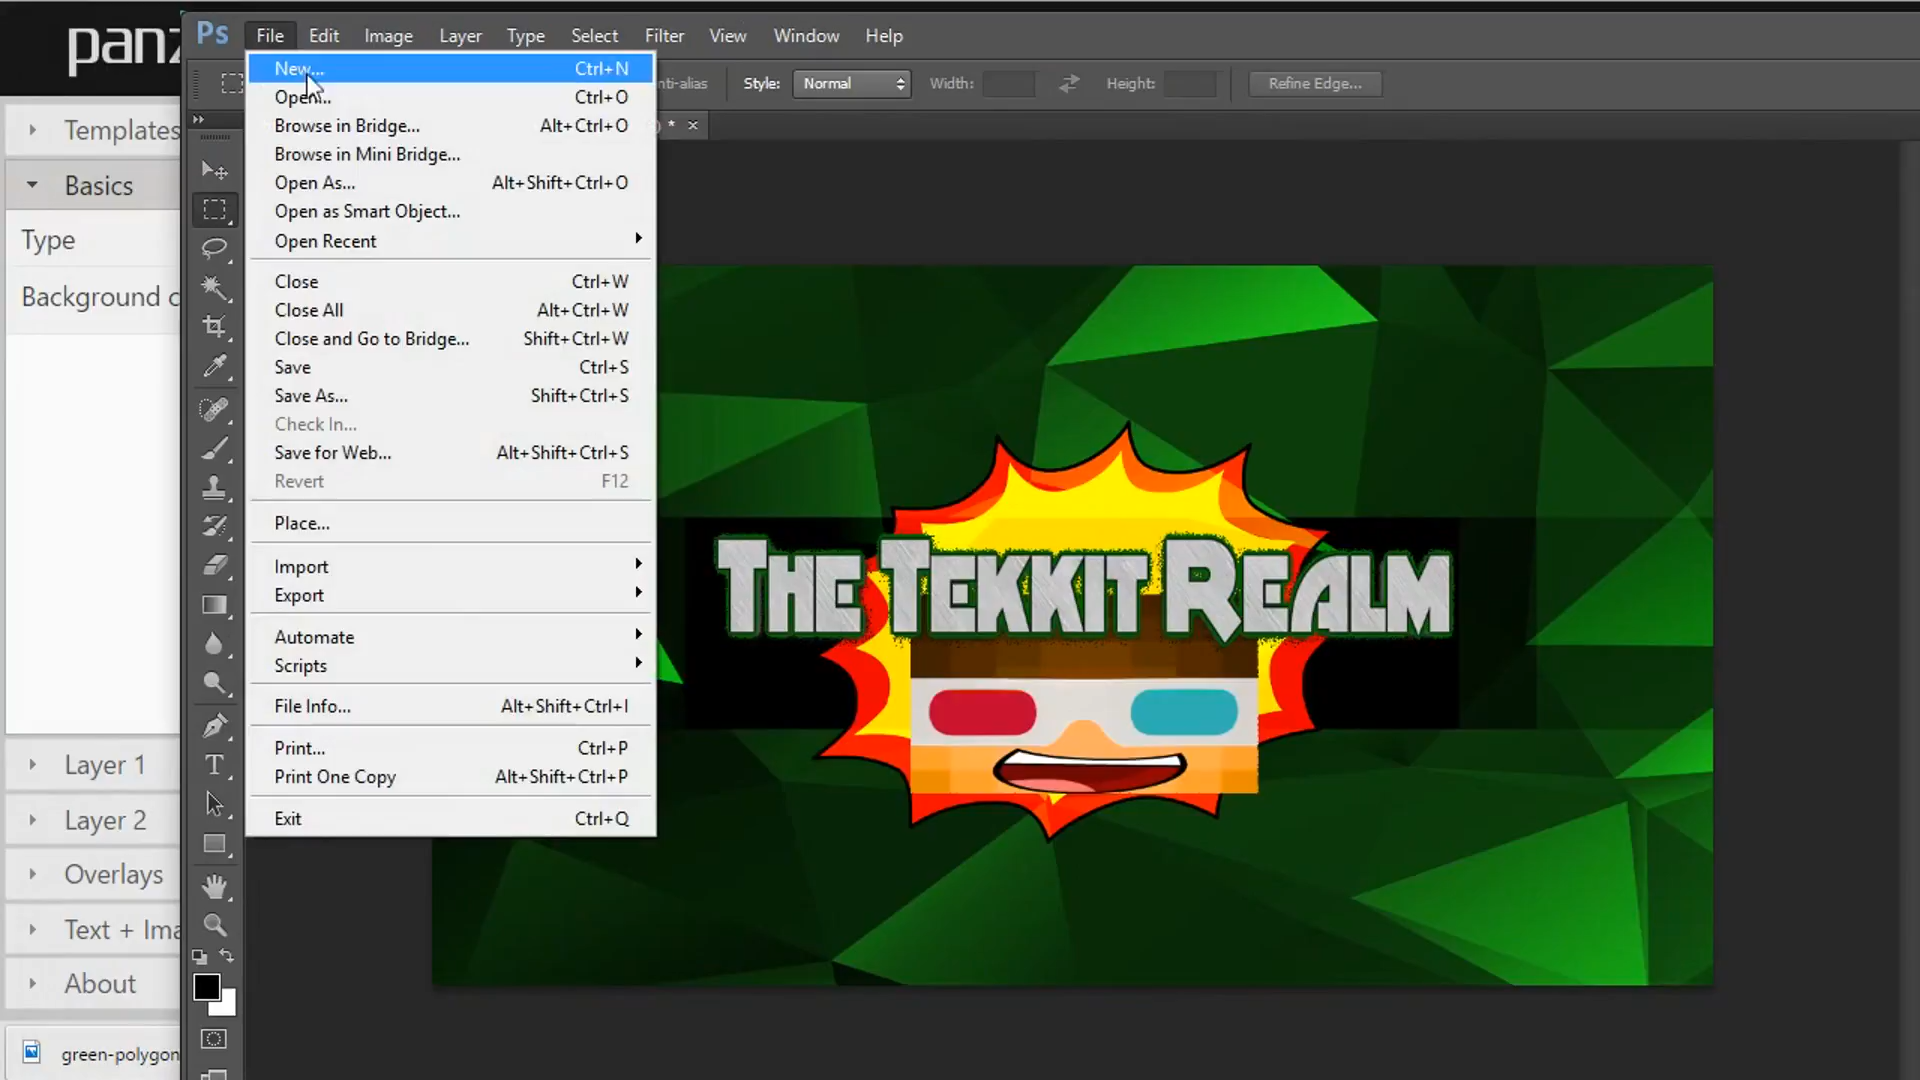 panz
Ps File Edit Image Layer Type Select Filter View Window Help
nti-alias Style: Normal Width: Height: Refine Edge...
* ×
New... Ctrl+N
Open... Ctrl+O
Browse in Bridge... Alt+Ctrl+O
Browse in Mini Bridge...
Open As... Alt+Shift+Ctrl+O
Open as Smart Object...
Open Recent
Close Ctrl+W
Close All Alt+Ctrl+W
Close and Go to Bridge... Shift+Ctrl+W
Save Ctrl+S
Save As... Shift+Ctrl+S
Check In...
Save for Web... Alt+Shift+Ctrl+S
Revert F12
Place...
Import
Export
Automate
Scripts
File Info... Alt+Shift+Ctrl+I
Print... Ctrl+P
Print One Copy Alt+Shift+Ctrl+P
Exit Ctrl+Q
Templates
Basics
Type
Background c
Layer 1
Layer 2
Overlays
Text + Ima
About
green-polygon
THE TEKKIT REALM